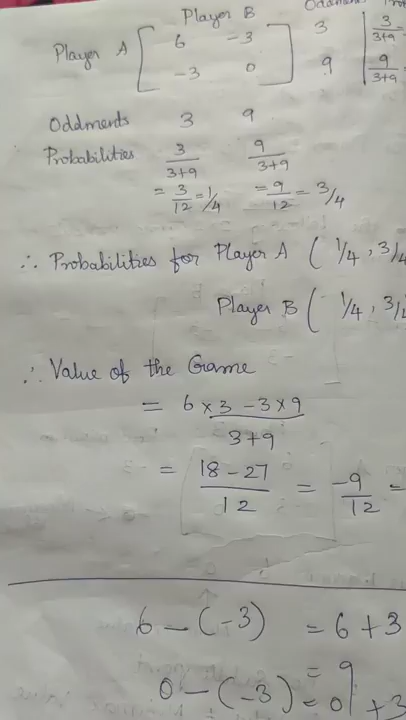 Player B
Player A [ 6 -3 ] 3 3/3+9 =
-3 0 9 9/3+9 =
Oddments 3 9
Probabilities 3/3+9 9/3+9
= 3/12 = 1/4 = 9/12 = 3/4
∴ Probabilities for Player A ( 1/4, 3/4
Player B ( 1/4, 3/4
∴ Value of the Game
= 6 × 3 - 3 × 9 / 3+9
= 18 - 27 / 12 = -9/12 =
6 - (-3) = 6 + 3
= 9
0 - (-3) = 0 + 3